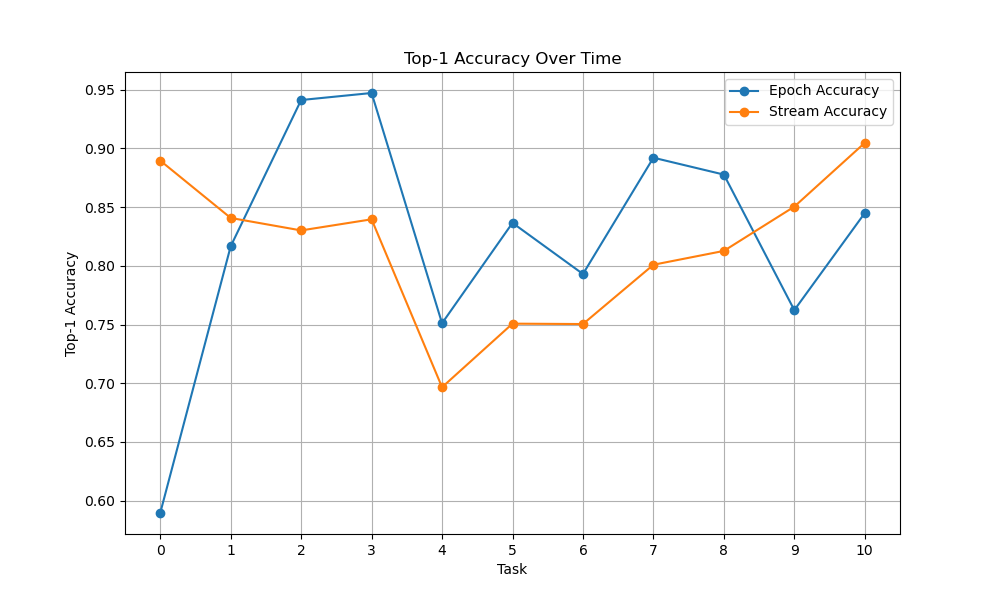 Top-1 Accuracy Over Time
Epoch Accuracy
Stream Accuracy
Top-1 Accuracy
0.95
0.90
0.85
0.80
0.75
0.70
0.65
0.60
0 1 2 3 4 5 6 7 8 9 10
Task